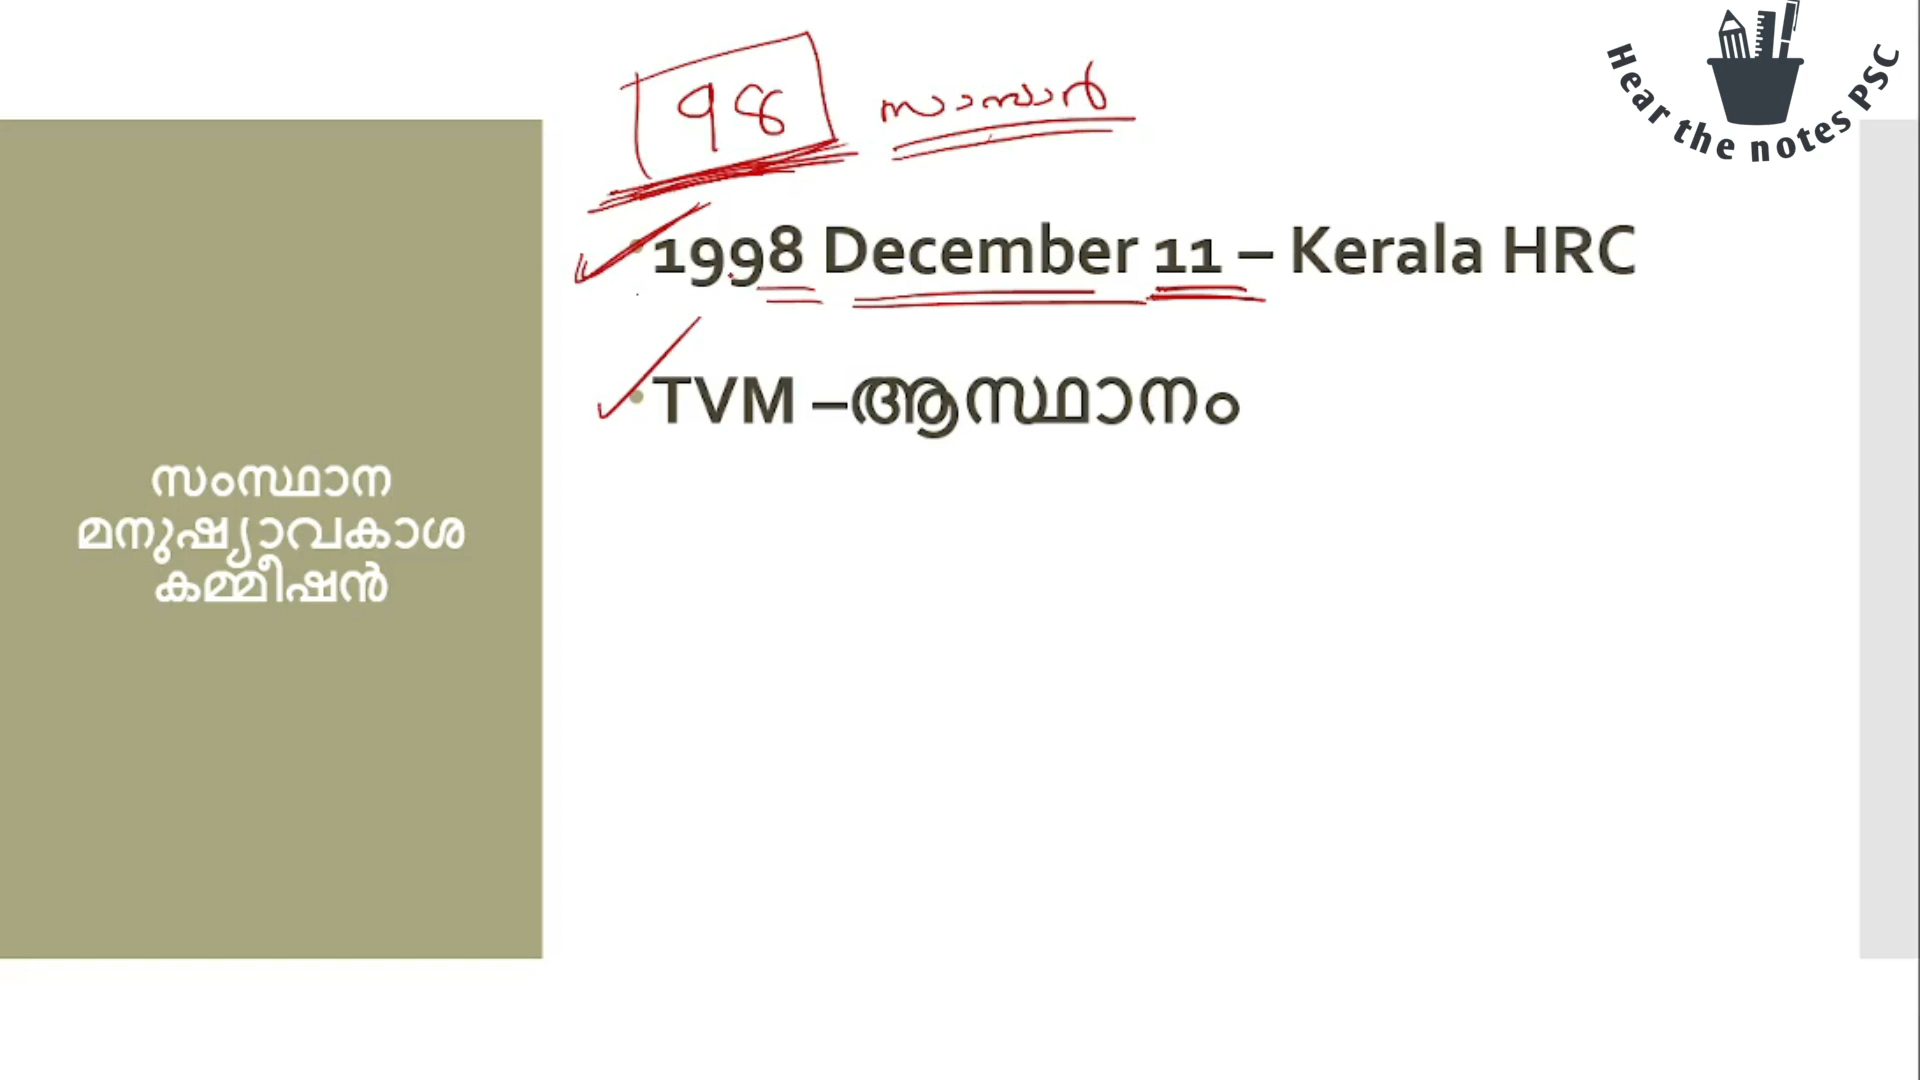 Hear the notes PSC
98
1998 December 11 – Kerala HRC
TVM –ആസ്ഥാനം
സംസ്ഥാന
മനുഷ്യാവകാശ
കമ്മീഷൻ